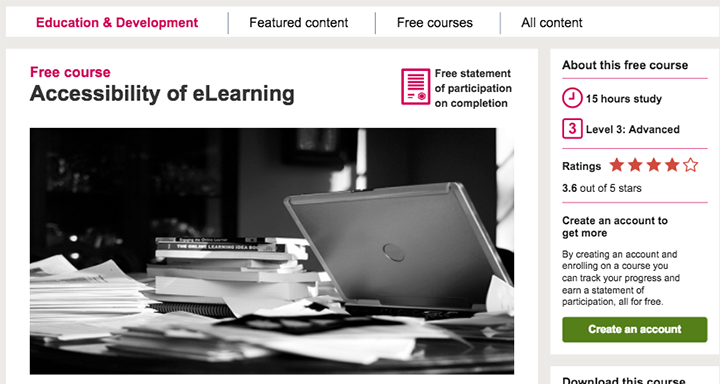 Education & Development
Featured content
Free courses
All content
Free course
Accessibility of eLearning
Free statement
of participation
on completion
THE ONLINE LEARNING IDEA BOOK
About this free course
15 hours study
3 Level 3: Advanced
Ratings
3.6 out of 5 stars
Create an account to
get more
By creating an account and
enrolling on a course you
can track your progress and
earn a statement of
participation, all for free.
Create an account
Download this course